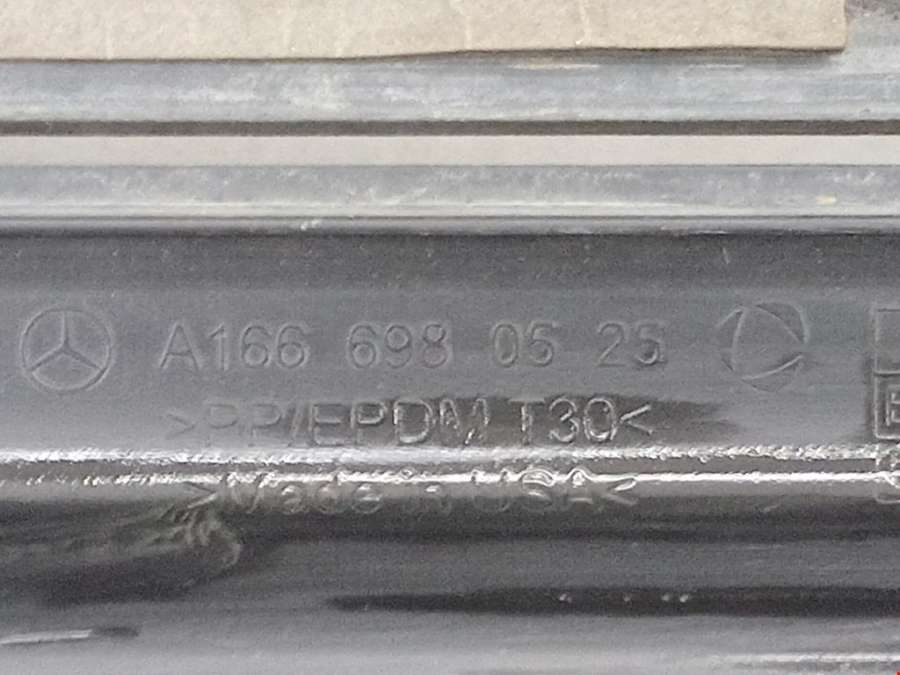 A166 698 05 25
>PP/EPDM T30<
>Made in USA<